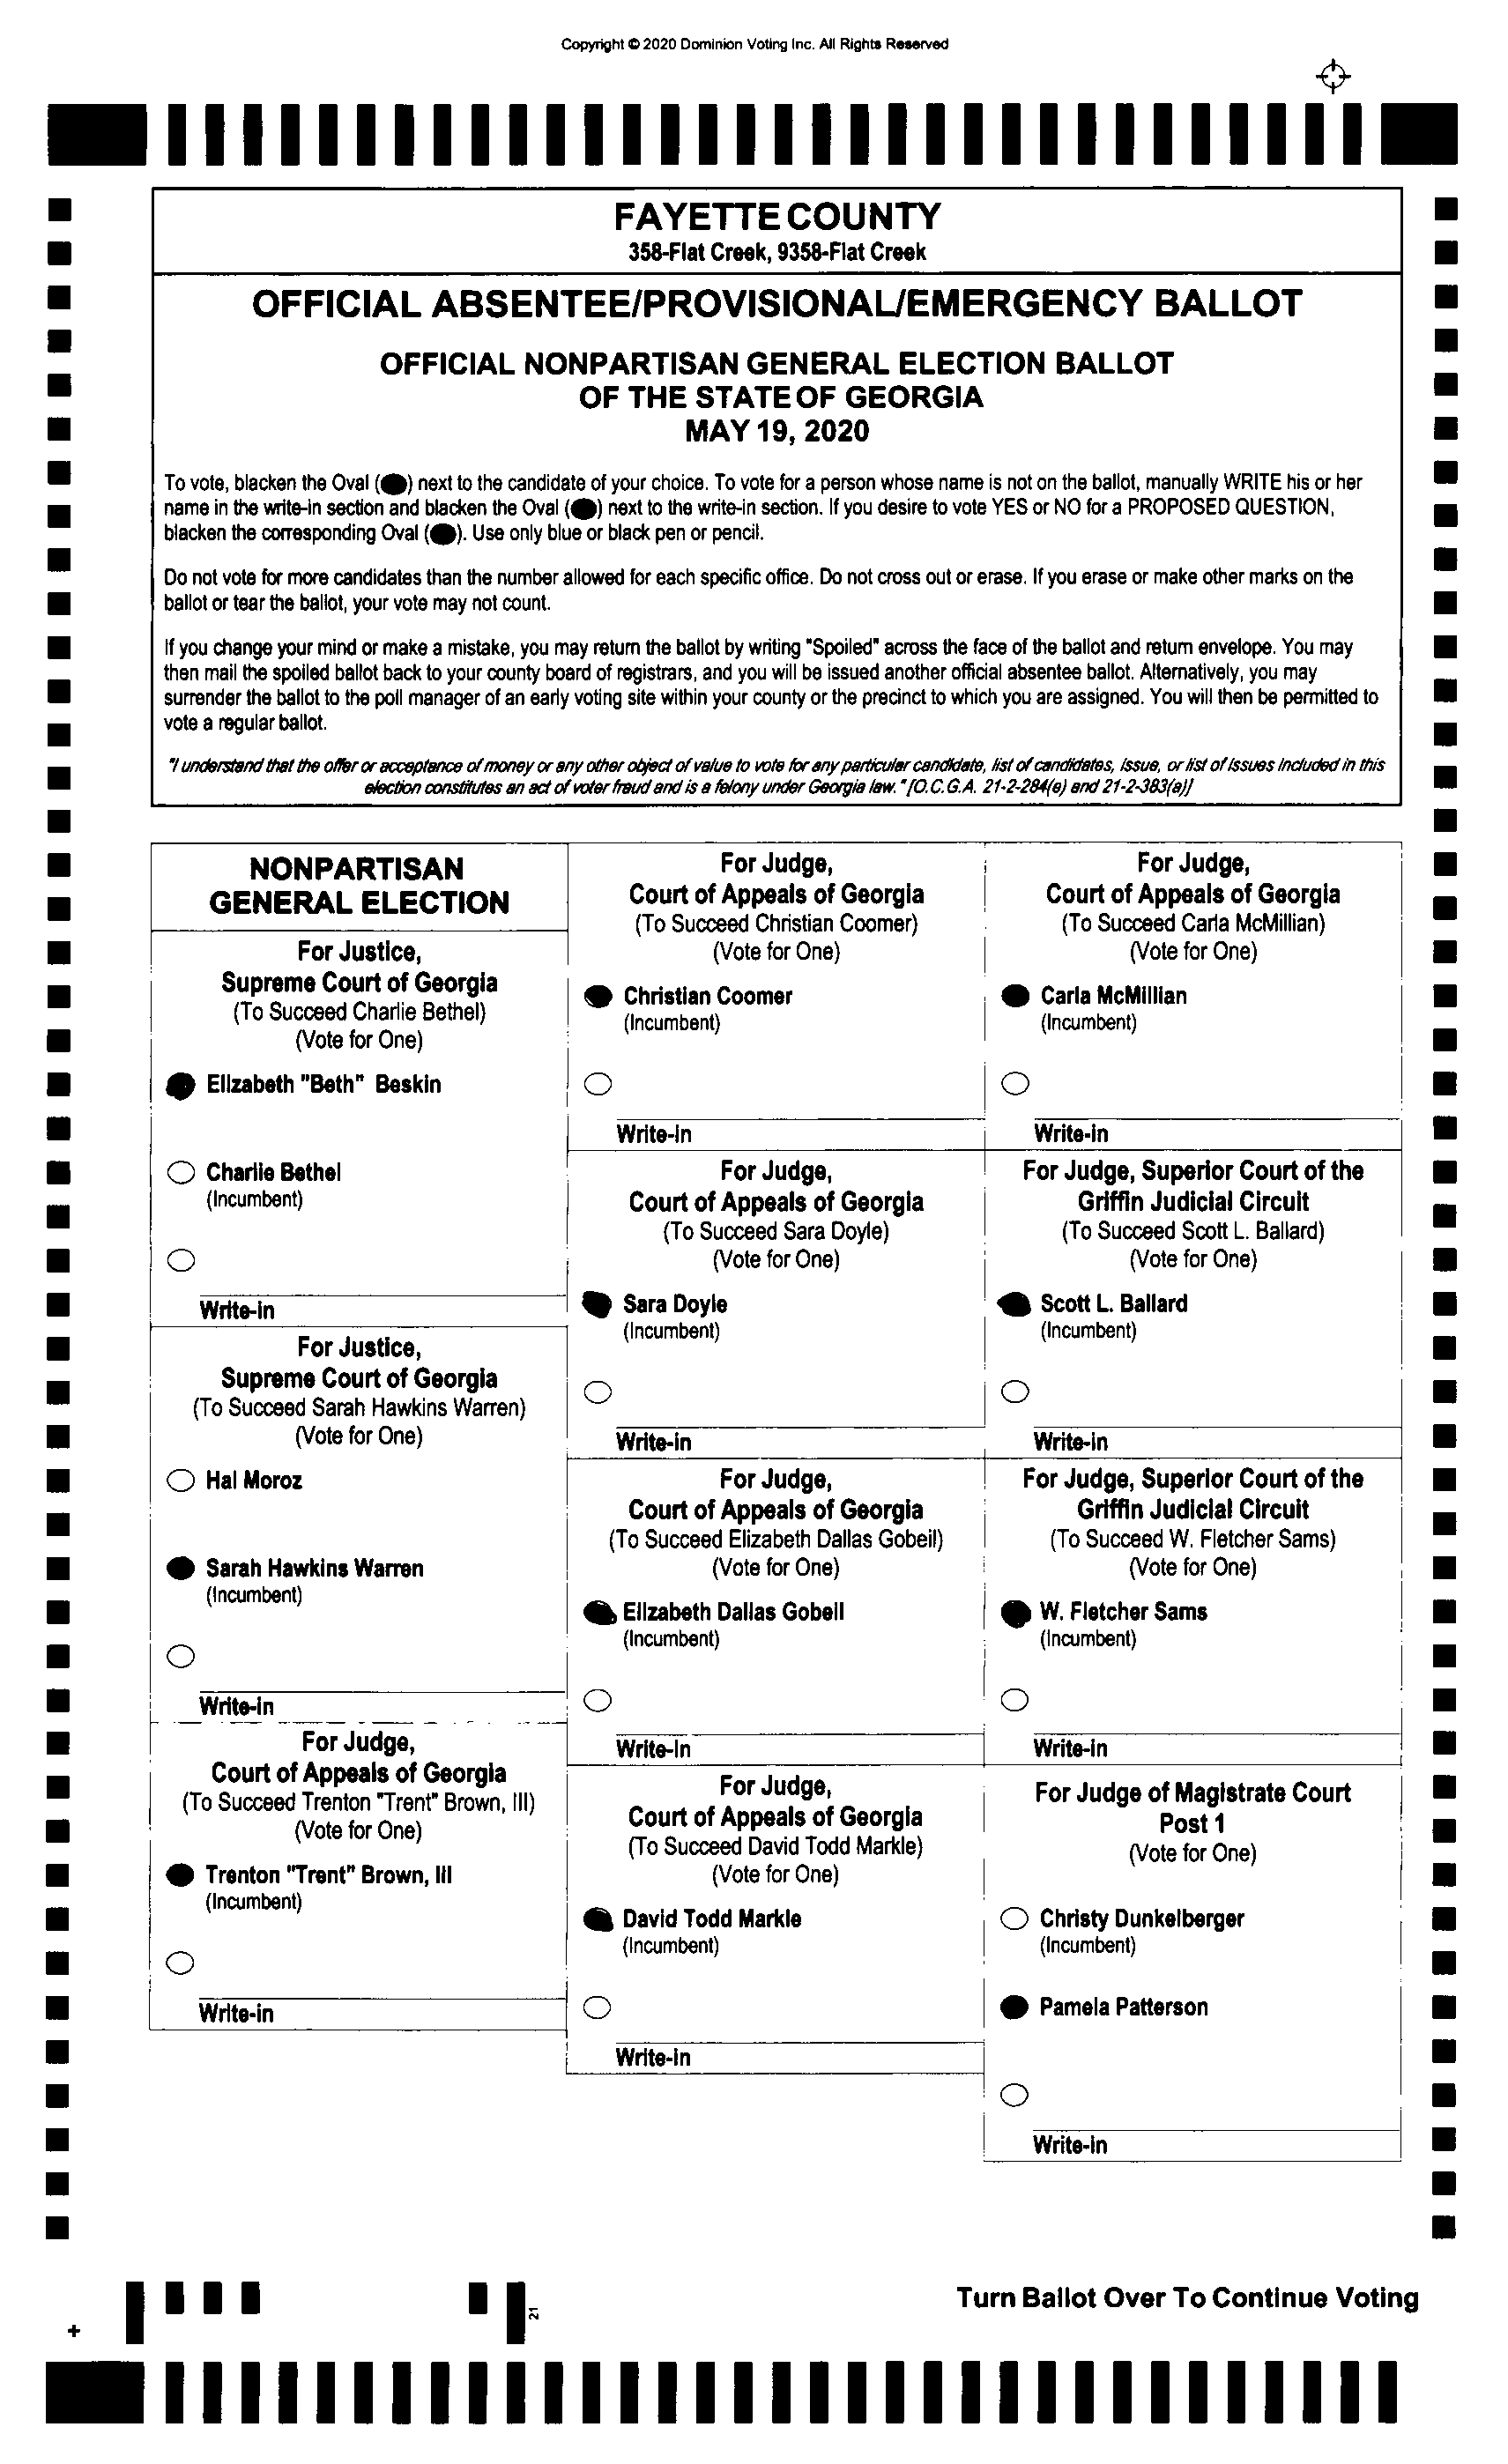 Copyright © 2020 Dominion Voting Inc. All Rights Reserved
FAYETTE COUNTY
358-Flat Creek, 9358-Flat Creek
OFFICIAL ABSENTEE/PROVISIONAL/EMERGENCY BALLOT
OFFICIAL NONPARTISAN GENERAL ELECTION BALLOT
OF THE STATE OF GEORGIA
MAY 19, 2020
To vote, blacken the Oval (●) next to the candidate of your choice. To vote for a person whose name is not on the ballot, manually WRITE his or her
name in the write-in section and blacken the Oval (●) next to the write-in section. If you desire to vote YES or NO for a PROPOSED QUESTION,
blacken the corresponding Oval (●). Use only blue or black pen or pencil.
Do not vote for more candidates than the number allowed for each specific office. Do not cross out or erase. If you erase or make other marks on the
ballot or tear the ballot, your vote may not count.
If you change your mind or make a mistake, you may return the ballot by writing "Spoiled" across the face of the ballot and return envelope. You may
then mail the spoiled ballot back to your county board of registrars, and you will be issued another official absentee ballot. Alternatively, you may
surrender the ballot to the poll manager of an early voting site within your county or the precinct to which you are assigned. You will then be permitted to
vote a regular ballot.
"I understand that the offer or acceptance of money or any other object of value to vote for any particular candidate, list of candidates, issue, or list of issues included in this
election constitutes an act of voter fraud and is a felony under Georgia law." [O.C.G.A. 21-2-284(e) and 21-2-383(a)]
NONPARTISAN
GENERAL ELECTION
For Justice,
Supreme Court of Georgia
(To Succeed Charlie Bethel)
(Vote for One)
Elizabeth "Beth" Beskin
Charlie Bethel
(Incumbent)
Write-in
For Justice,
Supreme Court of Georgia
(To Succeed Sarah Hawkins Warren)
(Vote for One)
Hal Moroz
Sarah Hawkins Warren
(Incumbent)
Write-in
For Judge,
Court of Appeals of Georgia
(To Succeed Trenton "Trent" Brown, III)
(Vote for One)
Trenton "Trent" Brown, III
(Incumbent)
Write-in
For Judge,
Court of Appeals of Georgia
(To Succeed Christian Coomer)
(Vote for One)
Christian Coomer
(Incumbent)
Write-in
For Judge,
Court of Appeals of Georgia
(To Succeed Sara Doyle)
(Vote for One)
Sara Doyle
(Incumbent)
Write-in
For Judge,
Court of Appeals of Georgia
(To Succeed Elizabeth Dallas Gobeil)
(Vote for One)
Elizabeth Dallas Gobeil
(Incumbent)
Write-in
For Judge,
Court of Appeals of Georgia
(To Succeed David Todd Markle)
(Vote for One)
David Todd Markle
(Incumbent)
Write-in
For Judge,
Court of Appeals of Georgia
(To Succeed Carla McMillian)
(Vote for One)
Carla McMillian
(Incumbent)
Write-in
For Judge, Superior Court of the
Griffin Judicial Circuit
(To Succeed Scott L. Ballard)
(Vote for One)
Scott L. Ballard
(Incumbent)
Write-in
For Judge, Superior Court of the
Griffin Judicial Circuit
(To Succeed W. Fletcher Sams)
(Vote for One)
W. Fletcher Sams
(Incumbent)
Write-in
For Judge of Magistrate Court
Post 1
(Vote for One)
Christy Dunkelberger
(Incumbent)
Pamela Patterson
Write-in
21
Turn Ballot Over To Continue Voting
+